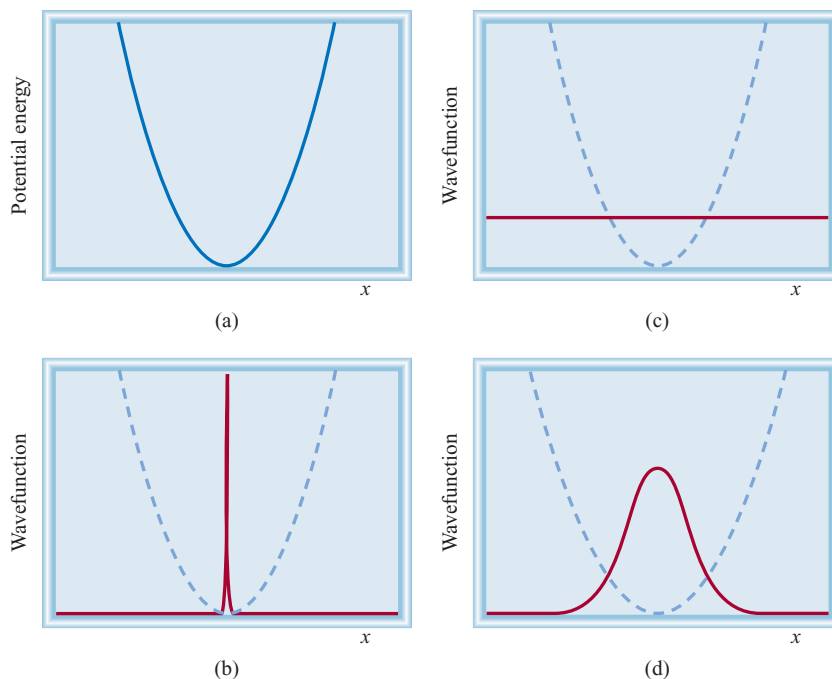 Potential energy
x
(a)
Wavefunction
x
(c)
Wavefunction
x
(b)
Wavefunction
x
(d)